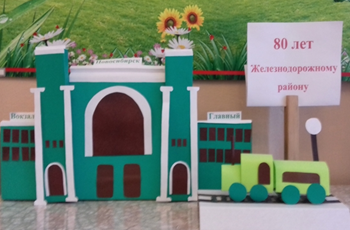 Новосибирск
Вокзал
Главный
80 лет
Железнодорожному
району